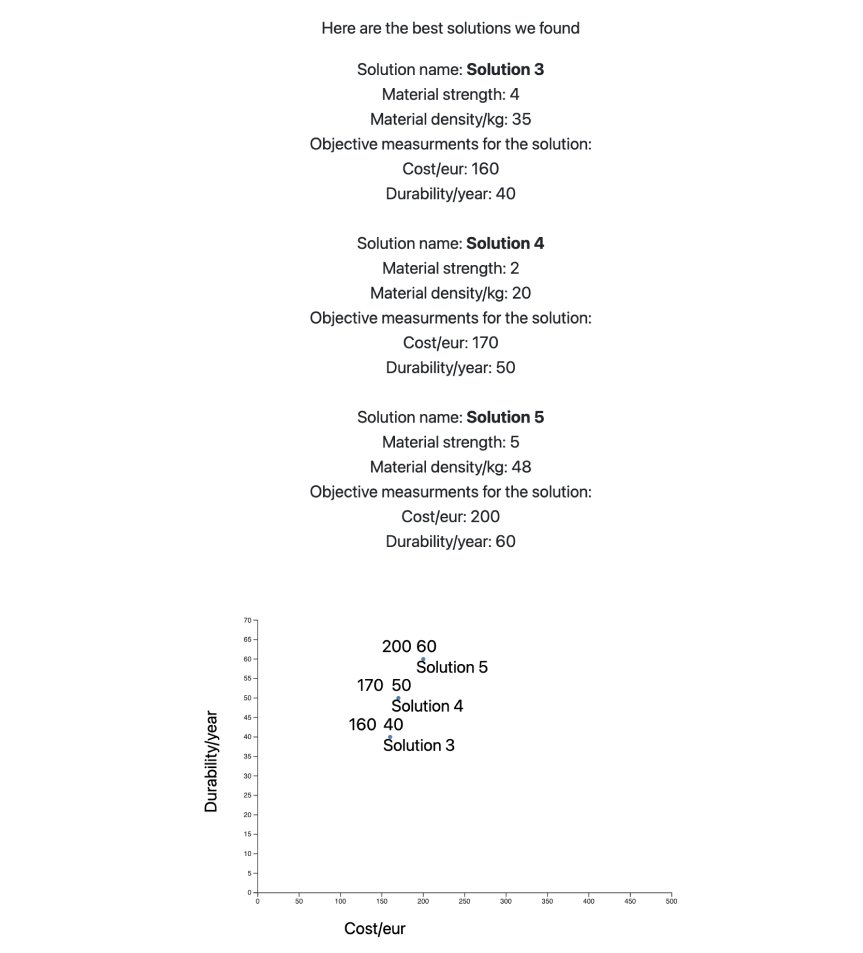 Here are the best solutions we found
Solution name: Solution 3
Material strength: 4
Material density/kg: 35
Objective measurments for the solution:
Cost/eur: 160
Durability/year: 40
Solution name: Solution 4
Material strength: 2
Material density/kg: 20
Objective measurments for the solution:
Cost/eur: 170
Durability/year: 50
Solution name: Solution 5
Material strength: 5
Material density/kg: 48
Objective measurments for the solution:
Cost/eur: 200
Durability/year: 60
Durability/year
70
65
60
55
50
45
40
35
30
25
20
15
10
5
0
200 60
Solution 5
170 50
Solution 4
160 40
Solution 3
0 50 100 150 200 250 300 350 400 450 500
Cost/eur